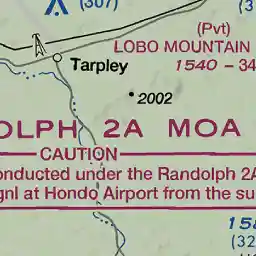 (307)
(3
(Pvt)
LOBO MOUNTAIN
1540 - 34
Tarpley
2002
OLPH 2A MOA
CAUTION
onducted under the Randolph 2A
gnl at Hondo Airport from the su
15
(32